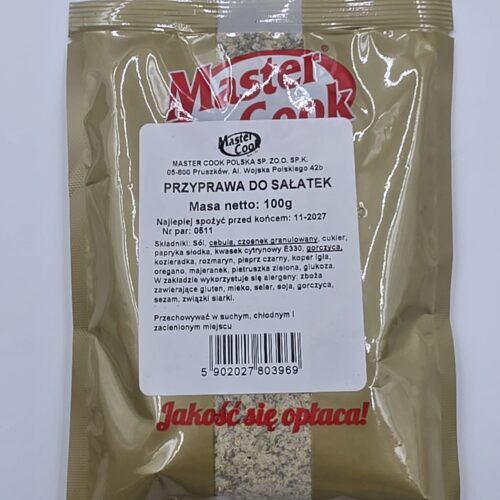 Master
Cook
Master
Cook
MASTER COOK POLSKA SP. ZO.O. SP.K.
05-800 Pruszków, Al. Wojska Polskiego 42b
PRZYPRAWA DO SAŁATEK
Masa netto: 100g
Najlepiej spożyć przed końcem: 11-2027
Nr par: 0511
Składniki: Sól, cebula, czosnek granulowany, cukier,
papryka słodka, kwasek cytrynowy E330, gorczyca,
kozieradka, rozmaryn, pieprz czarny, koper igła,
oregano, majeranek, pietruszka zielona, glukoza.
W zakładzie wykorzystuje się alergeny: zboża
zawierające gluten, mleko, seler, soja, gorczyca,
sezam, związki siarki.
Przechowywać w suchym, chłodnym i
zacienionym miejscu
5 902027 803969
Jakość się opłaca!